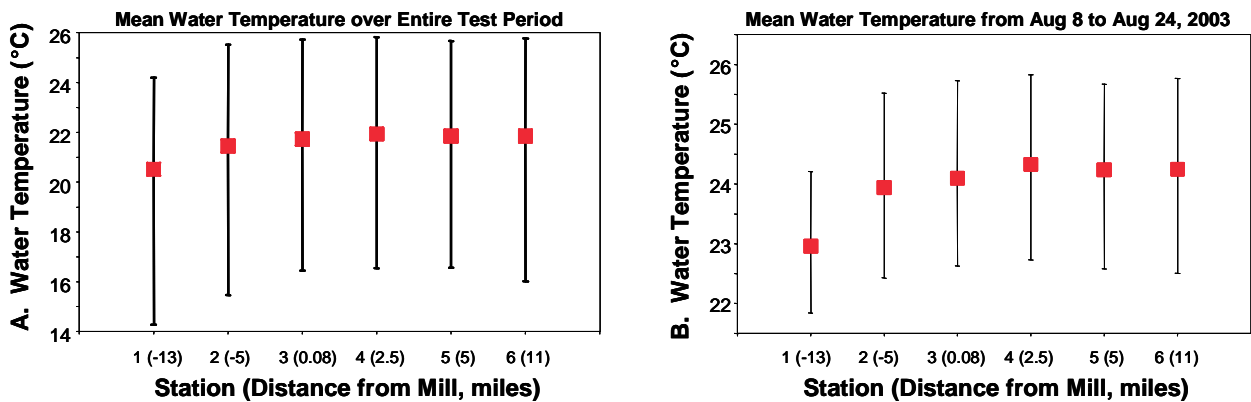 Mean Water Temperature over Entire Test Period
A. Water Temperature (°C)
26
24
22
20
18
16
14
1 (-13) 2 (-5) 3 (0.08) 4 (2.5) 5 (5) 6 (11)
Station (Distance from Mill, miles)
Mean Water Temperature from Aug 8 to Aug 24, 2003
B. Water Temperature (°C)
26
25
24
23
22
1 (-13) 2 (-5) 3 (0.08) 4 (2.5) 5 (5) 6 (11)
Station (Distance from Mill, miles)